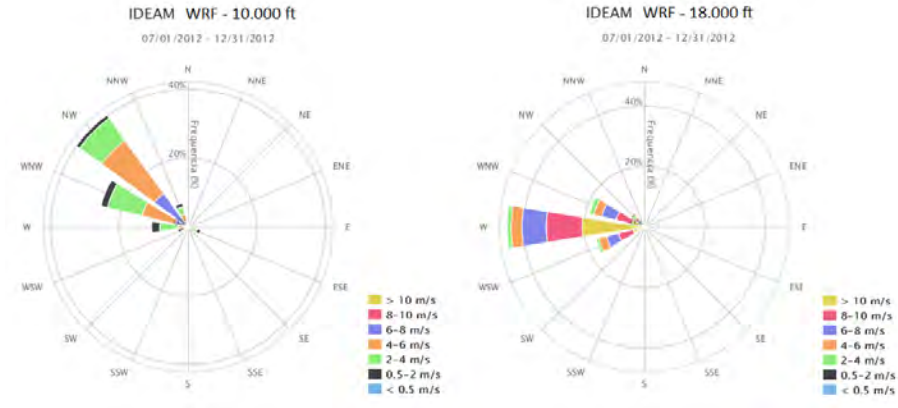 IDEAM WRF - 10.000 ft
07/01/2012 - 12/31/2012
N
NNE
NE
ENE
E
ESE
SE
SSE
S
SSW
SW
WSW
W
WNW
NW
NNW
40%
20%
Frequencia (%)
> 10 m/s
8-10 m/s
6-8 m/s
4-6 m/s
2-4 m/s
0.5-2 m/s
< 0.5 m/s
IDEAM WRF - 18.000 ft
07/01/2012 - 12/31/2012
N
NNE
NE
ENE
E
ESE
SE
SSE
S
SSW
SW
WSW
W
WNW
NW
NNW
40%
20%
Frequencia (%)
> 10 m/s
8-10 m/s
6-8 m/s
4-6 m/s
2-4 m/s
0.5-2 m/s
< 0.5 m/s